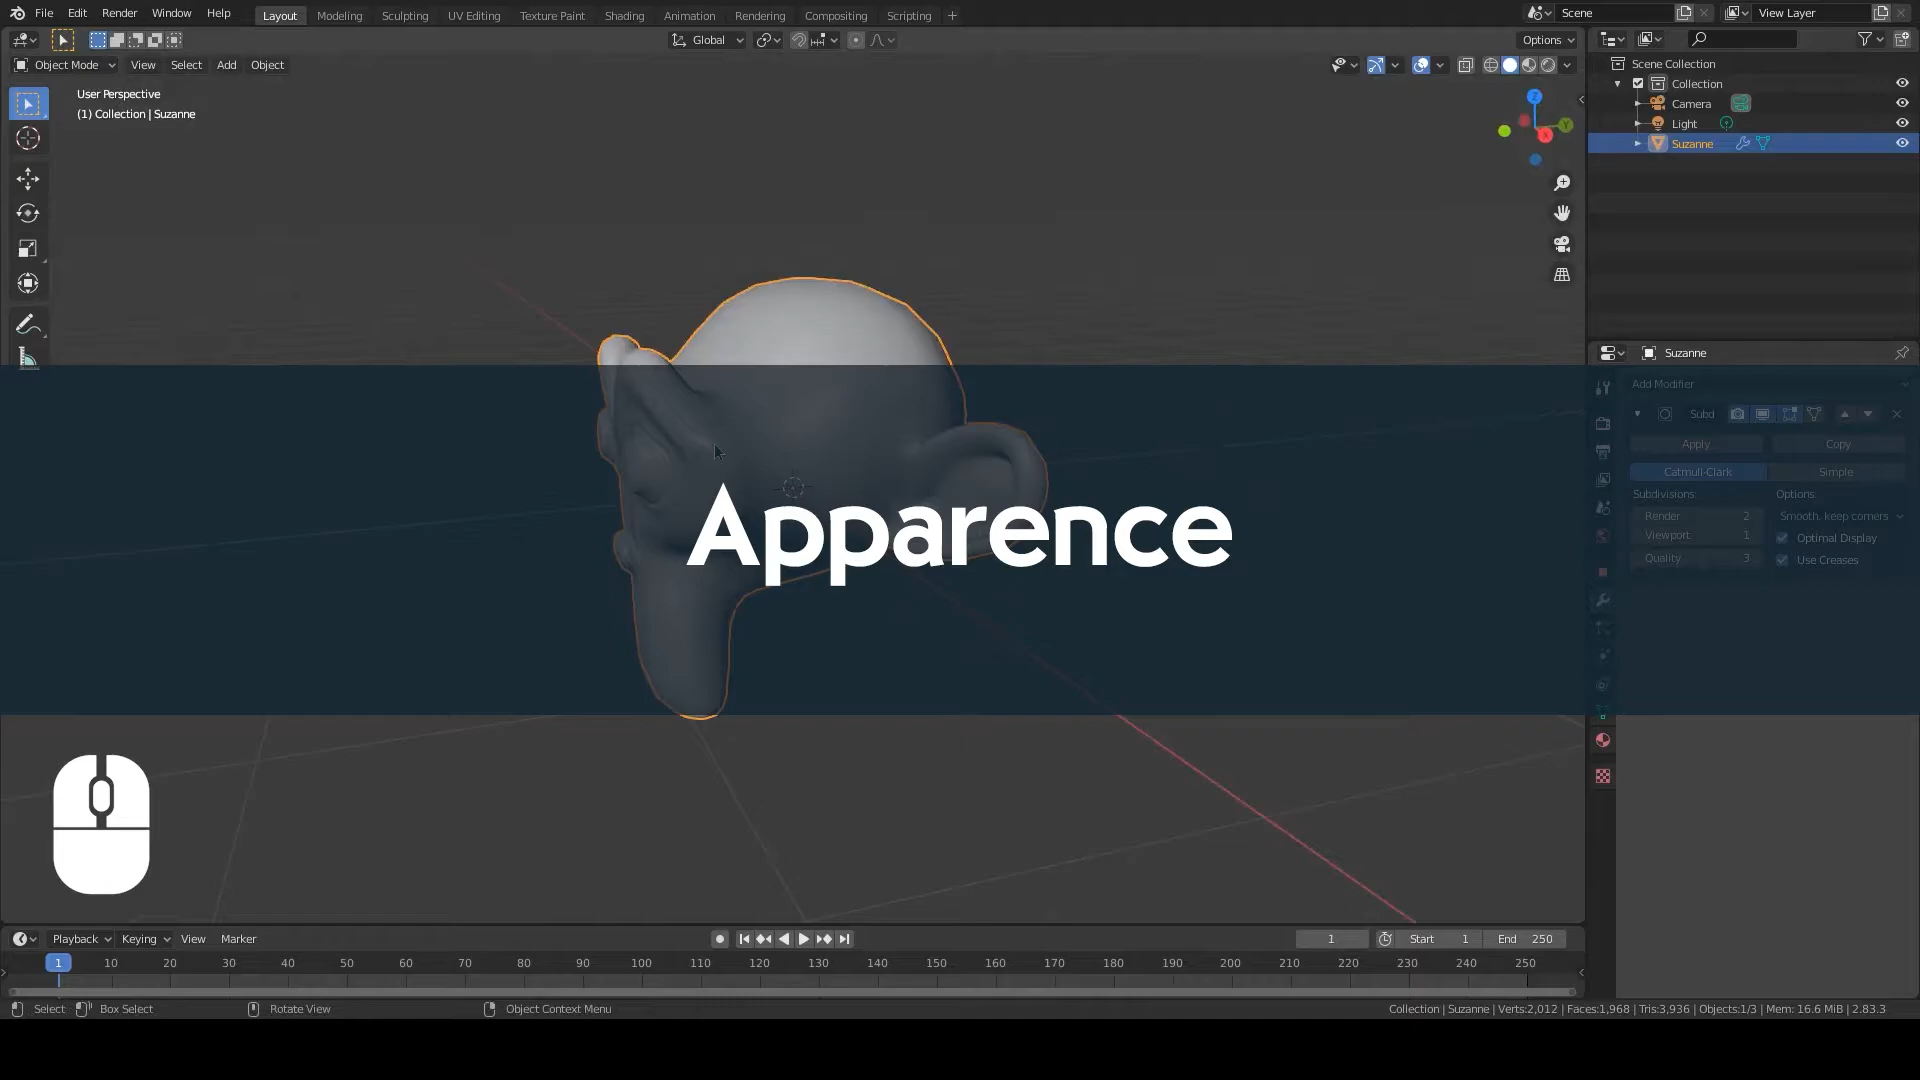 File Edit Render Window Help Layout Modeling Sculpting UV Editing Texture Paint Shading Animation Rendering Compositing Scripting + Scene View Layer
Global Options
Object Mode View Select Add Object
User Perspective
(1) Collection | Suzanne
Scene Collection
Collection
Camera
Light
Suzanne
Suzanne
Add Modifier
Subd
Apply Copy
Catmull-Clark Simple
Subdivisions: Options:
Render 2 Smooth, keep corners
Viewport 1 Optimal Display
Quality 3 Use Creases
Z
Y
X
Apparence
Playback Keying View Marker 1 Start 1 End 250
1 10 20 30 40 50 60 70 80 90 100 110 120 130 140 150 160 170 180 190 200 210 220 230 240 250
Select Box Select Rotate View Object Context Menu Collection | Suzanne | Verts:2,012 | Faces:1,968 | Tris:3,936 | Objects:1/3 | Mem: 16.6 MiB | 2.83.3